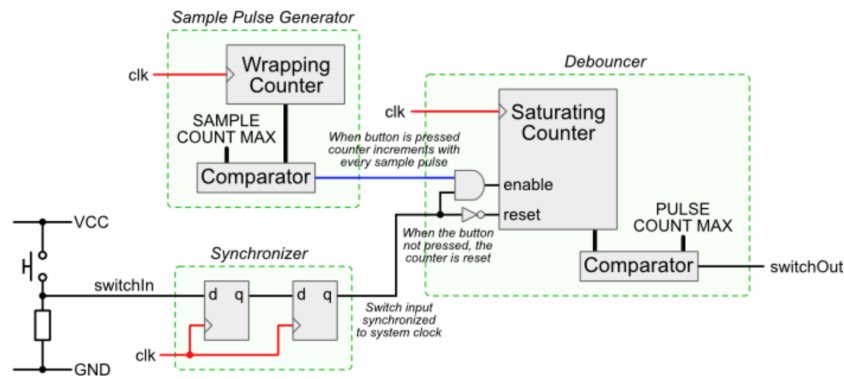 Sample Pulse Generator
clk
Wrapping
Counter
SAMPLE
COUNT MAX
Comparator
When button is pressed
counter increments with
every sample pulse
Debouncer
clk
Saturating
Counter
enable
reset
When the button
not pressed, the
counter is reset
PULSE
COUNT MAX
Comparator
switchOut
VCC
switchIn
GND
Synchronizer
d q
d q
clk
Switch input
synchronized
to system clock